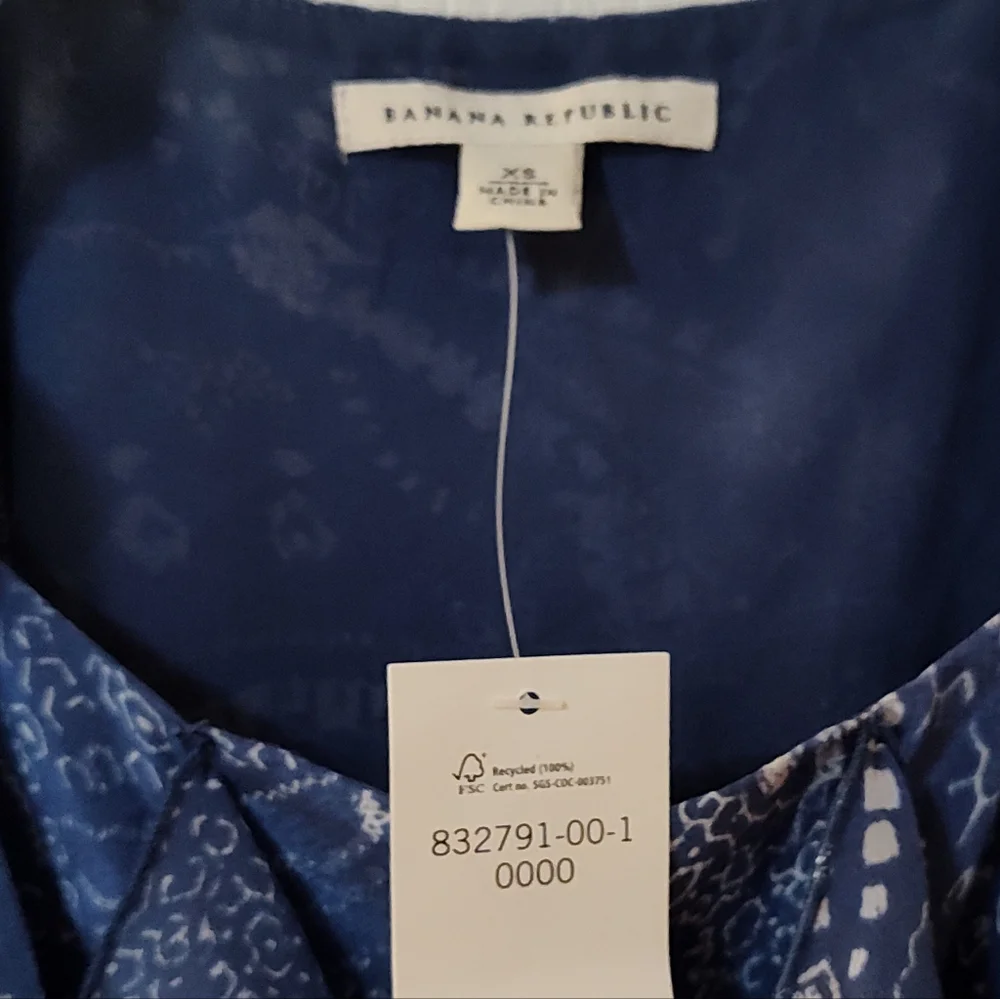 BANANA REPUBLIC
XS
MADE IN
CHINA
FSC
Recycled (100%)
Cert no. SGS-COC-003751
832791-00-1
0000